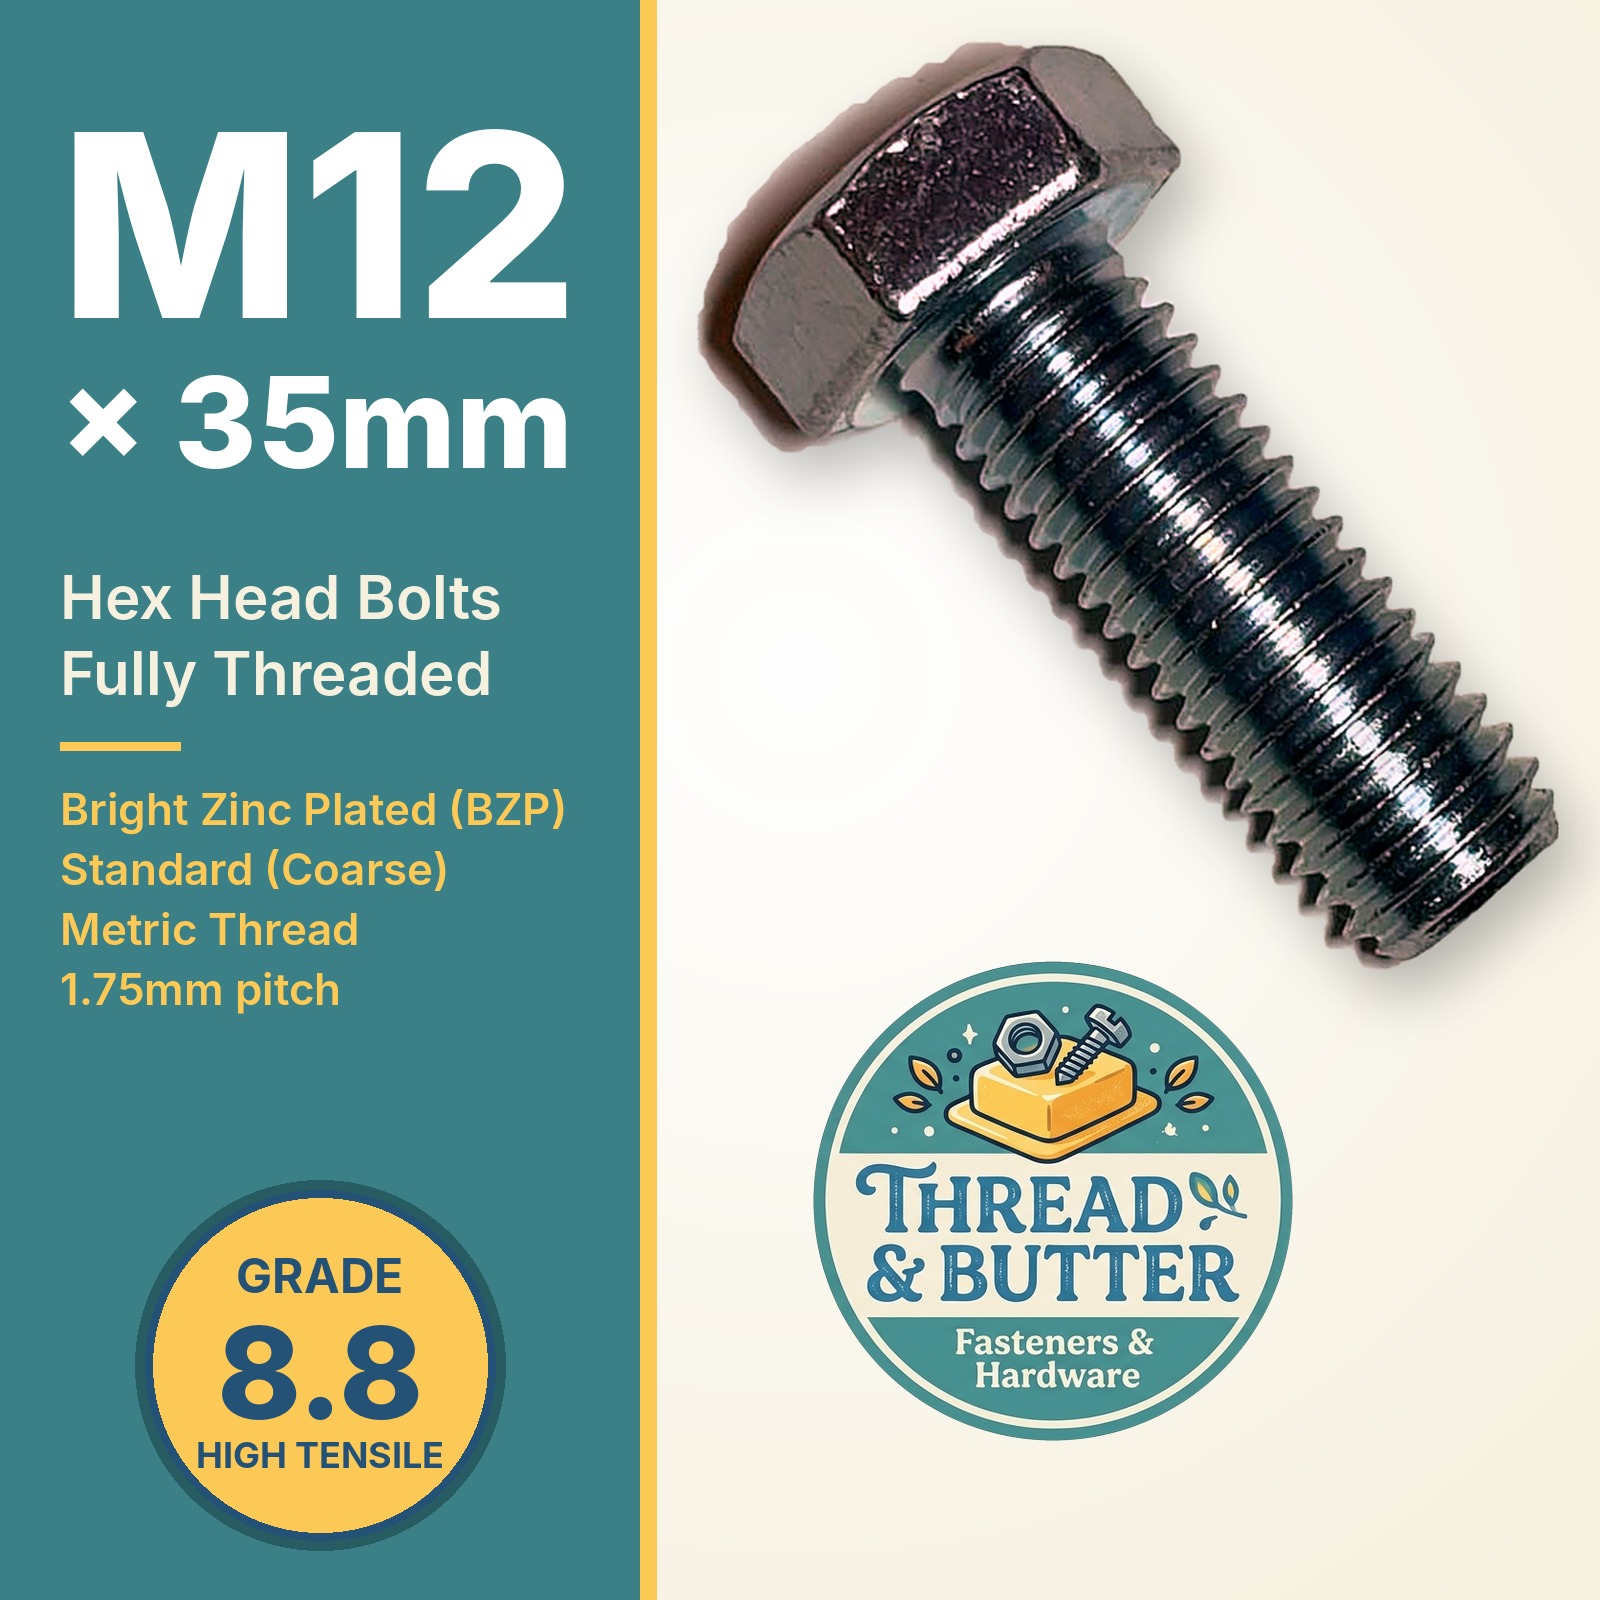 M12
× 35mm
Hex Head Bolts
Fully Threaded
Bright Zinc Plated (BZP)
Standard (Coarse)
Metric Thread
1.75mm pitch
GRADE
8.8
HIGH TENSILE
THREAD
& BUTTER
Fasteners &
Hardware